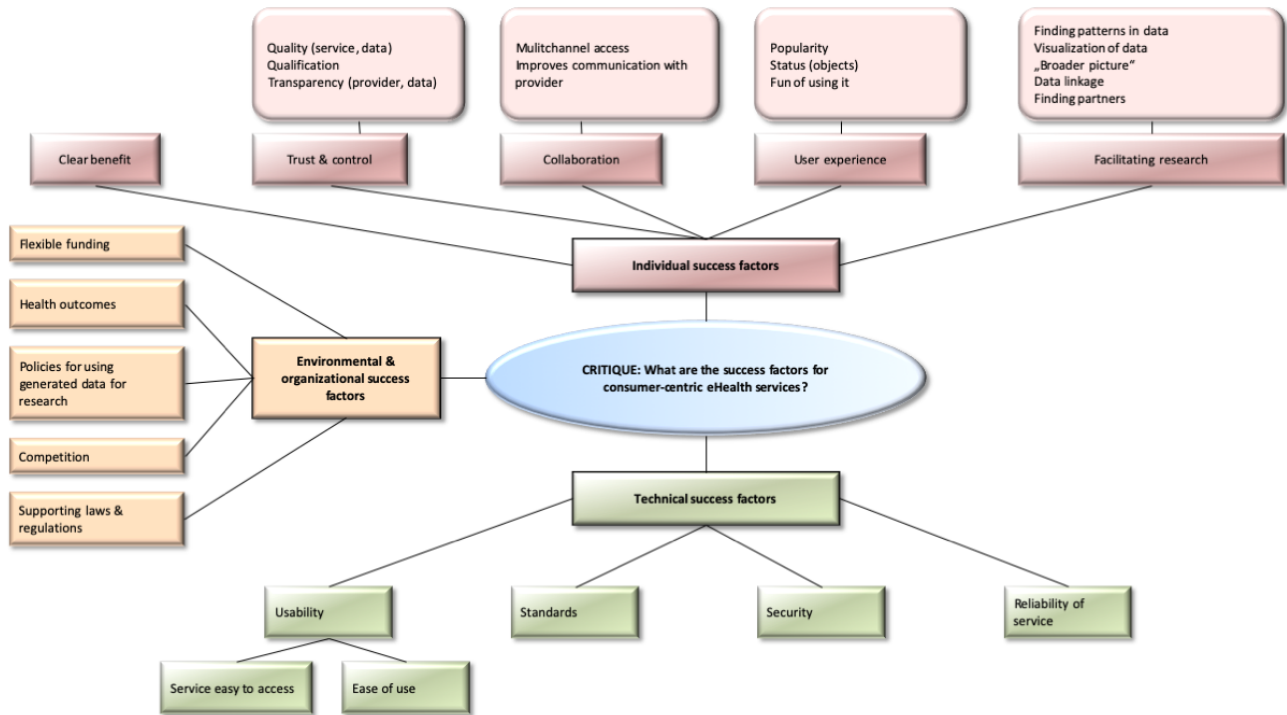 Quality (service, data)
Qualification
Transparency (provider, data)
Mulitchannel access
Improves communication with
provider
Popularity
Status (objects)
Fun of using it
Finding patterns in data
Visualization of data
„Broader picture“
Data linkage
Finding partners
Clear benefit
Trust & control
Collaboration
User experience
Facilitating research
Individual success factors
Flexible funding
Health outcomes
Policies for using
generated data for
research
Competition
Supporting laws &
regulations
Environmental &
organizational success
factors
CRITIQUE: What are the success factors for
consumer-centric eHealth services?
Technical success factors
Usability
Standards
Security
Reliability of
service
Service easy to access
Ease of use